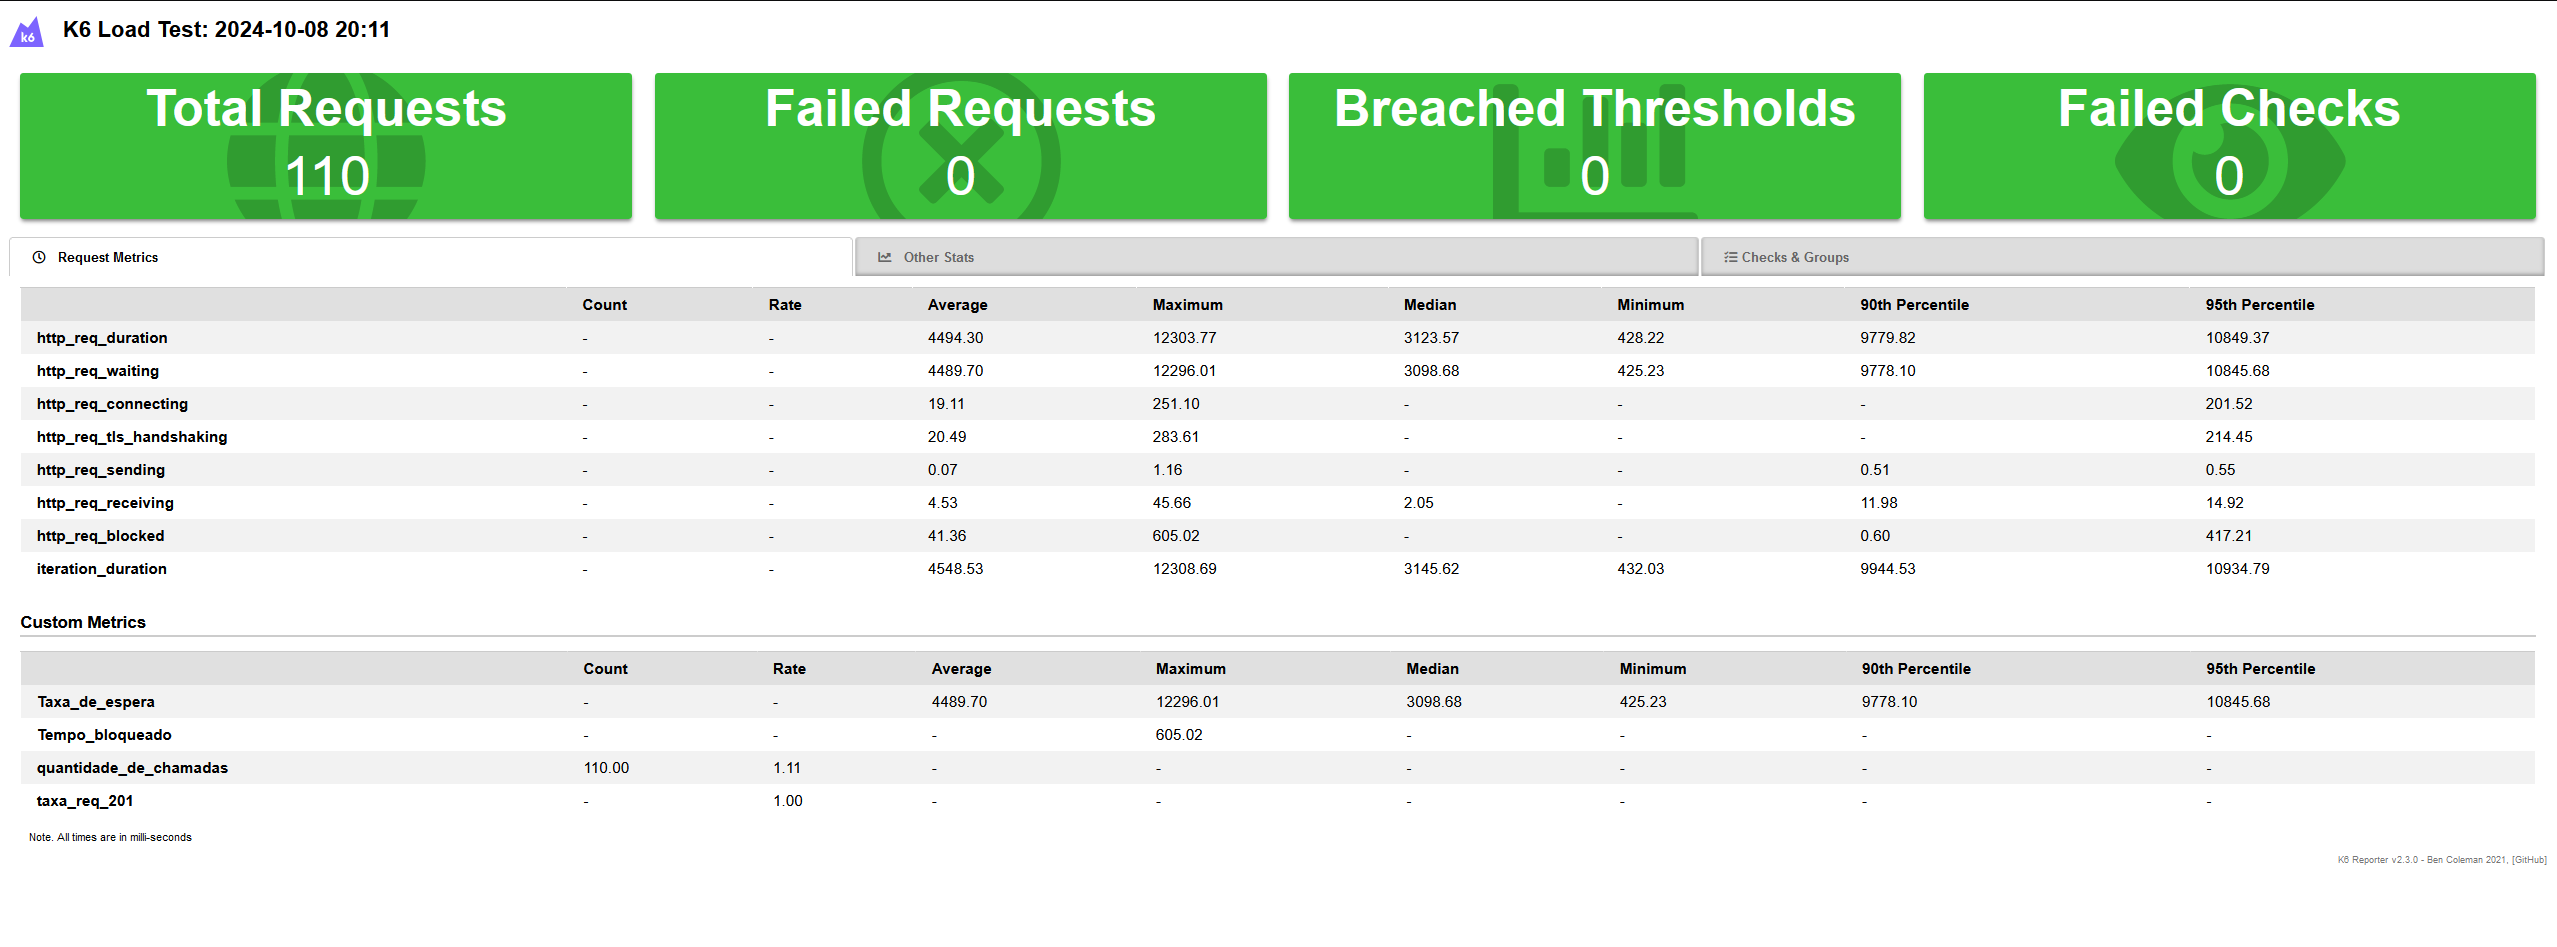 k6 K6 Load Test: 2024-10-08 20:11
Total Requests Failed Requests Breached Thresholds Failed Checks
110 0 0 0
Request Metrics Other Stats Checks & Groups
Count Rate Average Maximum Median Minimum 90th Percentile 95th Percentile
http_req_duration - - 4494.30 12303.77 3123.57 428.22 9779.82 10849.37
http_req_waiting - - 4489.70 12296.01 3098.68 425.23 9778.10 10845.68
http_req_connecting - - 19.11 251.10 - - - 201.52
http_req_tls_handshaking - - 20.49 283.61 - - - 214.45
http_req_sending - - 0.07 1.16 - - 0.51 0.55
http_req_receiving - - 4.53 45.66 2.05 - 11.98 14.92
http_req_blocked - - 41.36 605.02 - - 0.60 417.21
iteration_duration - - 4548.53 12308.69 3145.62 432.03 9944.53 10934.79
Custom Metrics
Count Rate Average Maximum Median Minimum 90th Percentile 95th Percentile
Taxa_de_espera - - 4489.70 12296.01 3098.68 425.23 9778.10 10845.68
Tempo_bloqueado - - - 605.02 - - - -
quantidade_de_chamadas 110.00 1.11 - - - - - -
taxa_req_201 - 1.00 - - - - - -
Note. All times are in milli-seconds
K6 Reporter v2.3.0 - Ben Coleman 2021, [GitHub]